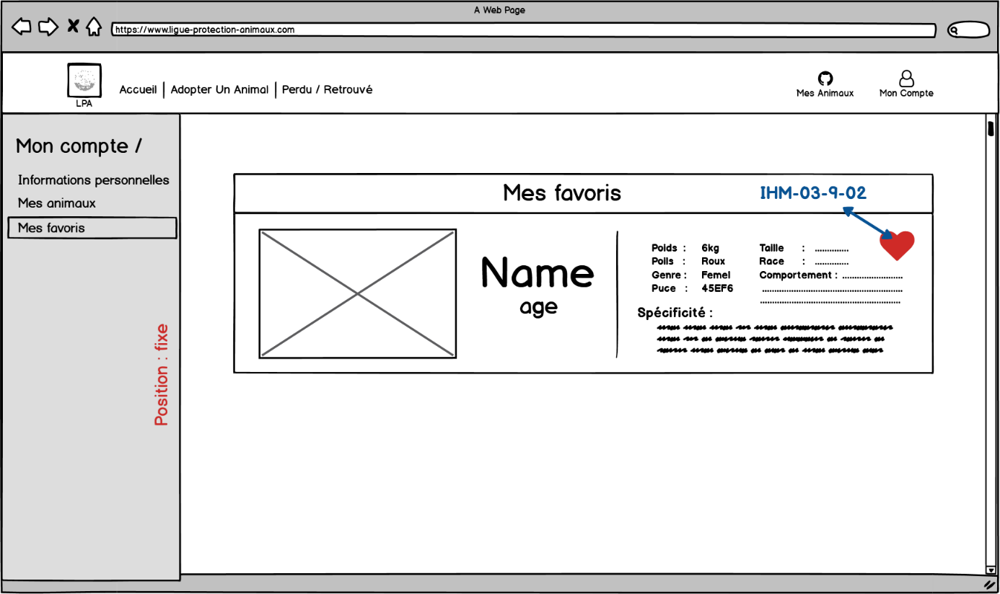 A Web Page
https://www.ligue-protection-animaux.com
LPA
Accueil | Adopter Un Animal | Perdu / Retrouvé
Mes Animaux
Mon Compte
Mon compte /
Informations personnelles
Mes animaux
Mes favoris
Position : fixe
Mes favoris
IHM-03-9-02
Name
age
Poids : 6kg
Poils : Roux
Genre : Femel
Puce : 45EF6
Taille : ..............
Race : ..............
Comportement : .........................
..........................................................
..........................................................
Spécificité :